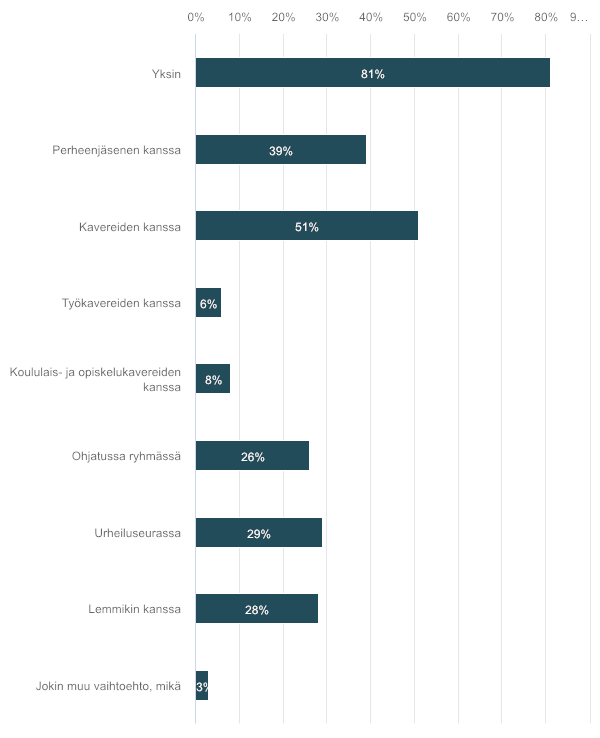 0% 10% 20% 30% 40% 50% 60% 70% 80% 9…
Yksin 81%
Perheenjäsenen kanssa 39%
Kavereiden kanssa 51%
Työkavereiden kanssa 6%
Koululais- ja opiskelukavereiden
kanssa 8%
Ohjatussa ryhmässä 26%
Urheiluseurassa 29%
Lemmikin kanssa 28%
Jokin muu vaihtoehto, mikä 3%